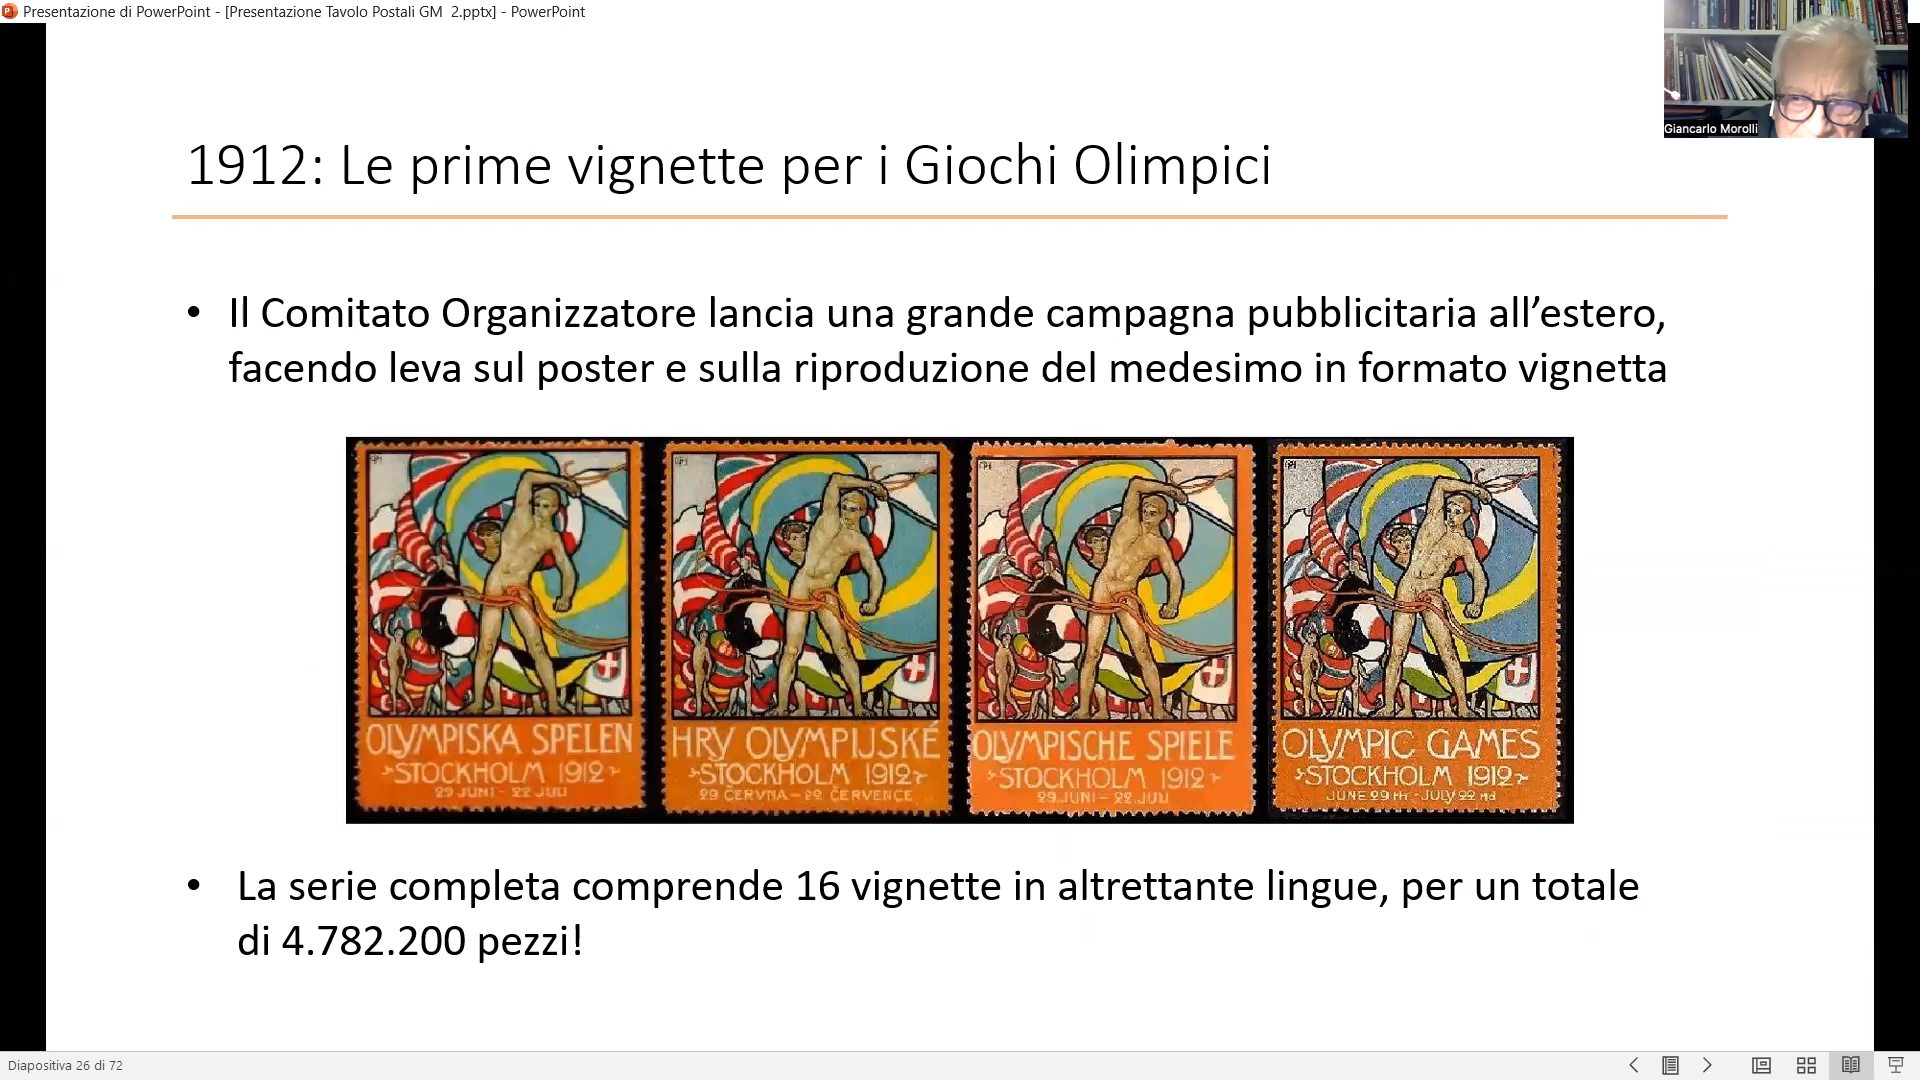 Presentazione di PowerPoint - [Presentazione Tavolo Postali GM  2.pptx] - PowerPoint
Giancarlo Morolli
1912: Le prime vignette per i Giochi Olimpici
• Il Comitato Organizzatore lancia una grande campagna pubblicitaria all’estero,
facendo leva sul poster e sulla riproduzione del medesimo in formato vignetta
OLYMPISKA SPELEN
STOCKHOLM 1912
29 JUNI - 22 JULI
HRY OLYMPIJSKÉ
STOCKHOLM 1912
29 ČERVNA - 22 ČERVENCE
OLYMPISCHE SPIELE
STOCKHOLM 1912
29. JUNI - 22. JULI
OLYMPIC GAMES
STOCKHOLM 1912
JUNE 29TH - JULY 22nd
• La serie completa comprende 16 vignette in altrettante lingue, per un totale
di 4.782.200 pezzi!
Diapositiva 26 di 72